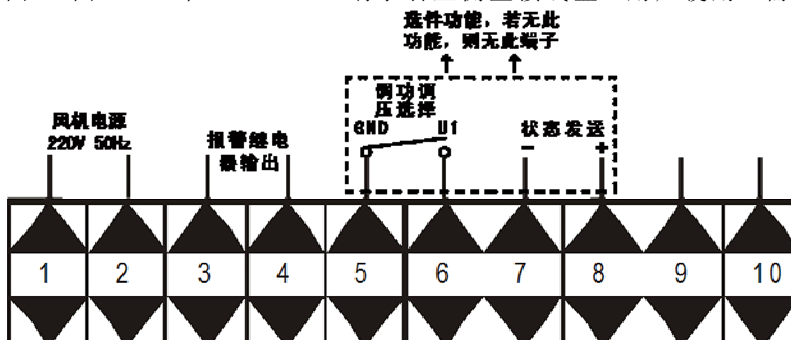 选件功能，若无此
功能，则无此端子
调功调
压选择
GND U1
状态发送
- +
风机电源
220V 50Hz
报警继电
器输出
1 2 3 4 5 6 7 8 9 10